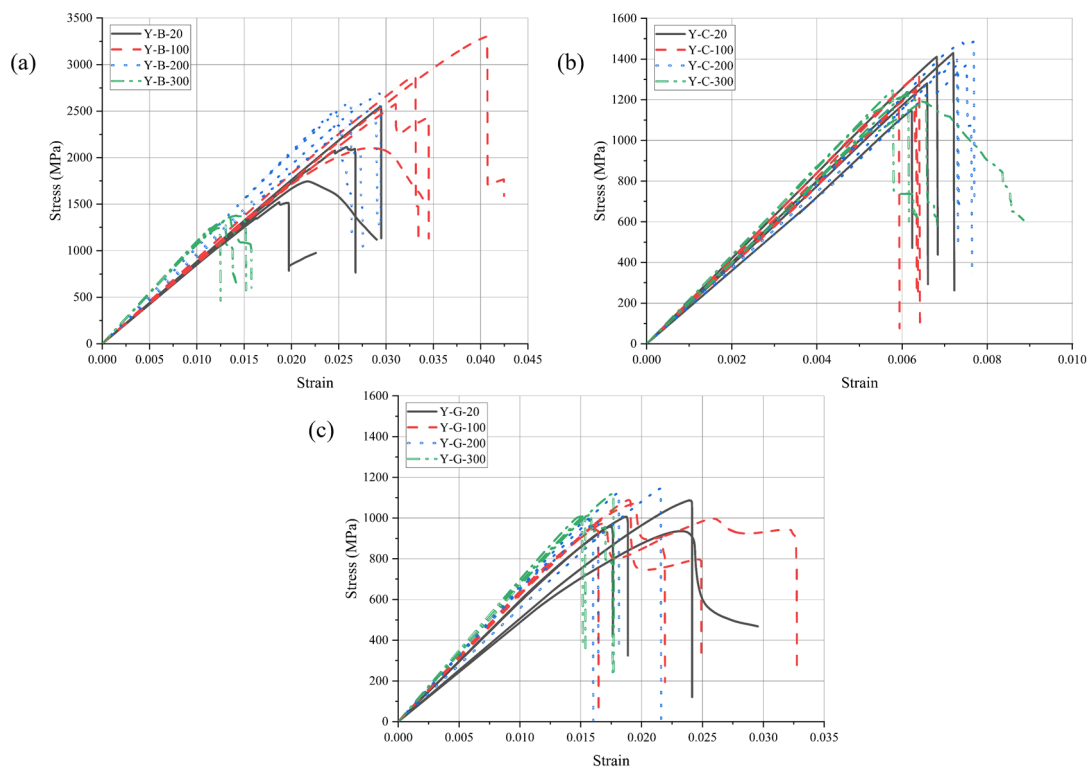 (a)
Y-B-20
Y-B-100
Y-B-200
Y-B-300
3500
3000
2500
2000
1500
1000
500
0
Stress (MPa)
0.000 0.005 0.010 0.015 0.020 0.025 0.030 0.035 0.040 0.045
Strain
(b)
Y-C-20
Y-C-100
Y-C-200
Y-C-300
1600
1400
1200
1000
800
600
400
200
0
Stress (MPa)
0.000 0.002 0.004 0.006 0.008 0.010
Strain
(c)
Y-G-20
Y-G-100
Y-G-200
Y-G-300
1600
1400
1200
1000
800
600
400
200
0
Stress (MPa)
0.000 0.005 0.010 0.015 0.020 0.025 0.030 0.035
Strain